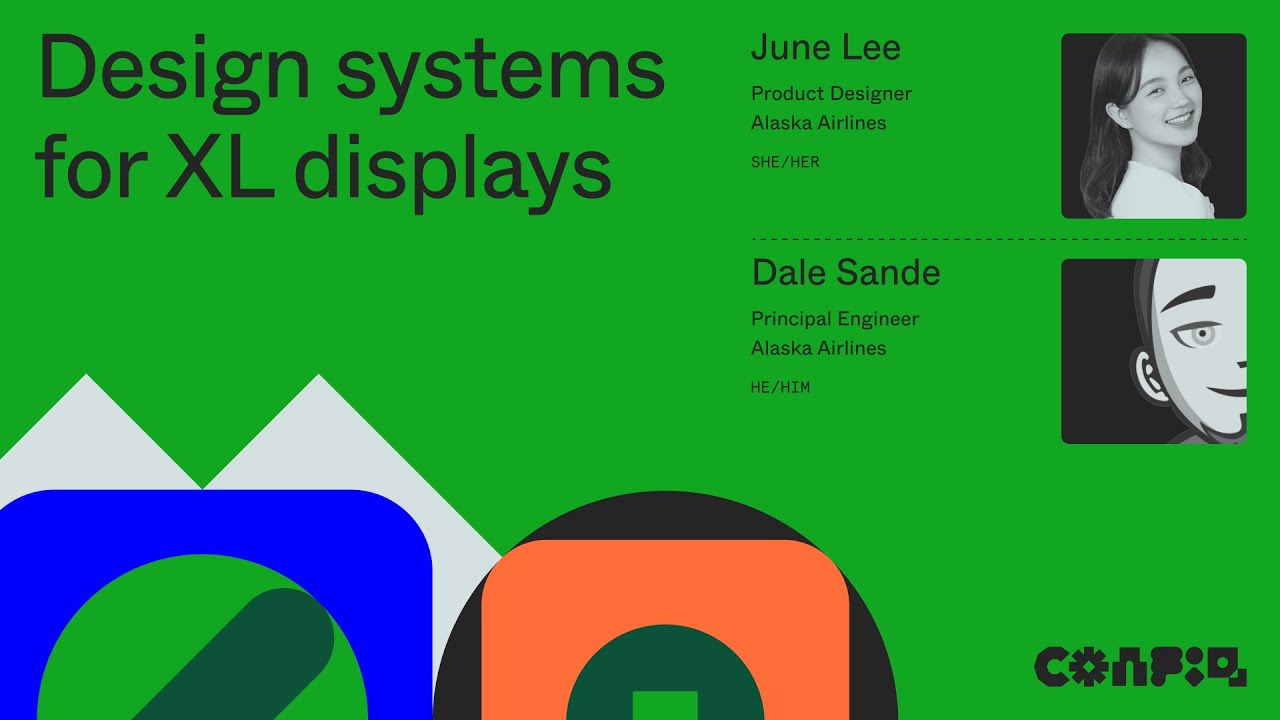 Design systems
for XL displays
June Lee
Product Designer
Alaska Airlines
SHE/HER
Dale Sande
Principal Engineer
Alaska Airlines
HE/HIM
CONFIG